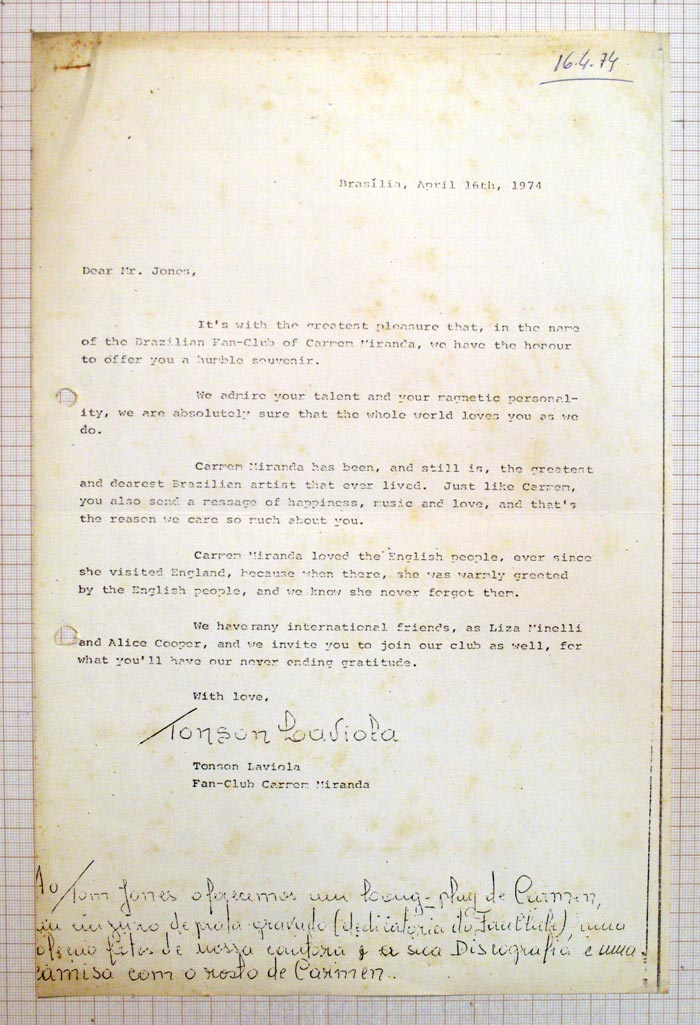 16.4.74
Brasília, April 16th, 1974
Dear Mr. Jones,
It's with the greatest pleasure that, in the name
of the Brazilian Fan-Club of Carmem Miranda, we have the honour
to offer you a humble souvenir.
We admire your talent and your magnetic personal-
ity, we are absolutely sure that the whole world loves you as we
do.
Carmem Miranda has been, and still is, the greatest
and dearest Brazilian artist that ever lived. Just like Carmem,
you also send a message of happiness, music and love, and that's
the reason we care so much about you.
Carmem Miranda loved the English people, ever since
she visited England, because when there, she was warmly greeted
by the English people, and we know she never forgot them.
We have many international friends, as Liza Minelli
and Alice Cooper, and we invite you to join our club as well, for
what you'll have our never ending gratitude.
With love,
Tonson Laviola
Tonson Laviola
Fan-Club Carmem Miranda
Ao Tom Jones oferecemos um Long-play de Carmen,
de prata gravado (dedicatoria do Fanclube), uma
fotos de nossa cantora e a sua Discografia e uma
camisa com o rosto de Carmen..